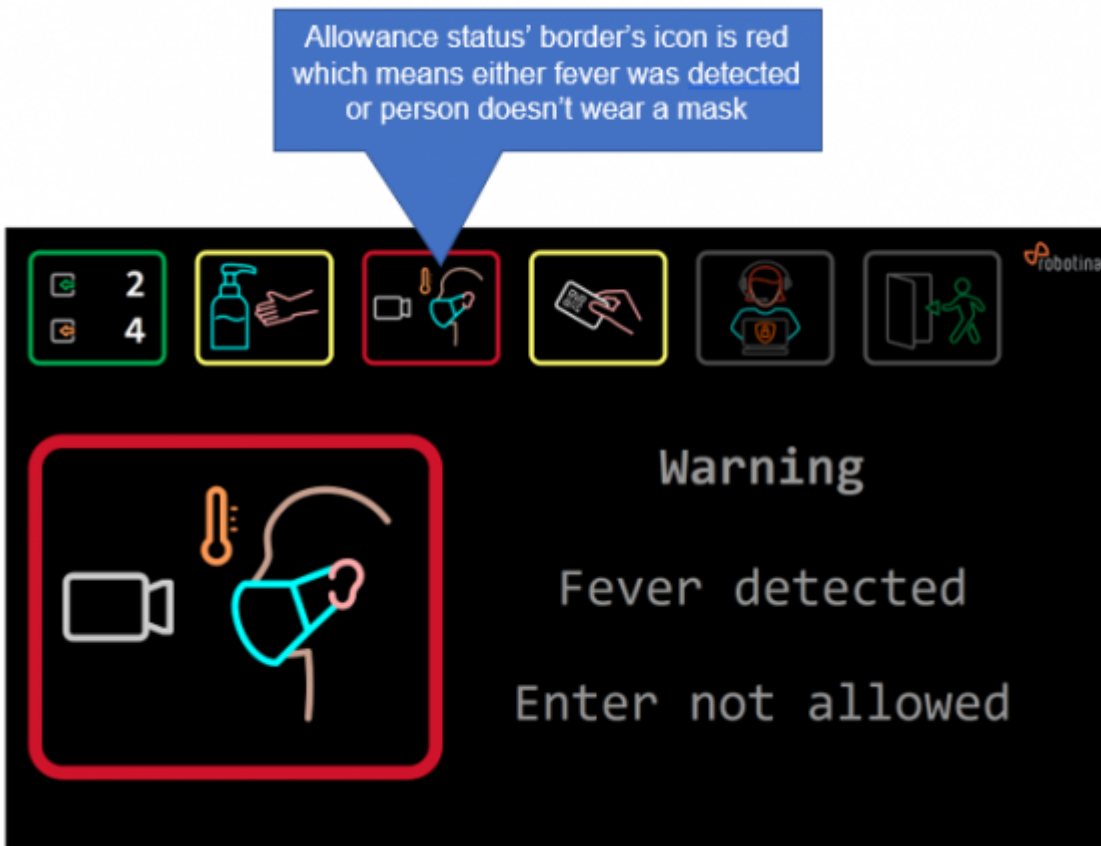 Allowance status’ border’s icon is red
which means either fever was detected
or person doesn’t wear a mask
2
4
robotina
Warning
Fever detected
Enter not allowed